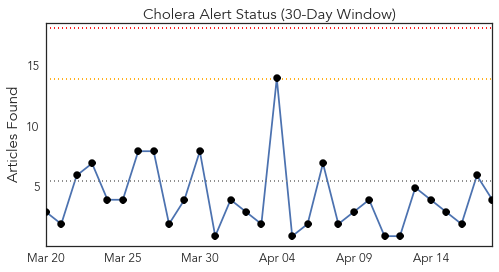 Cholera Alert Status (30-Day Window)
Articles Found
15
10
5
Mar 20 Mar 25 Mar 30 Apr 04 Apr 09 Apr 14